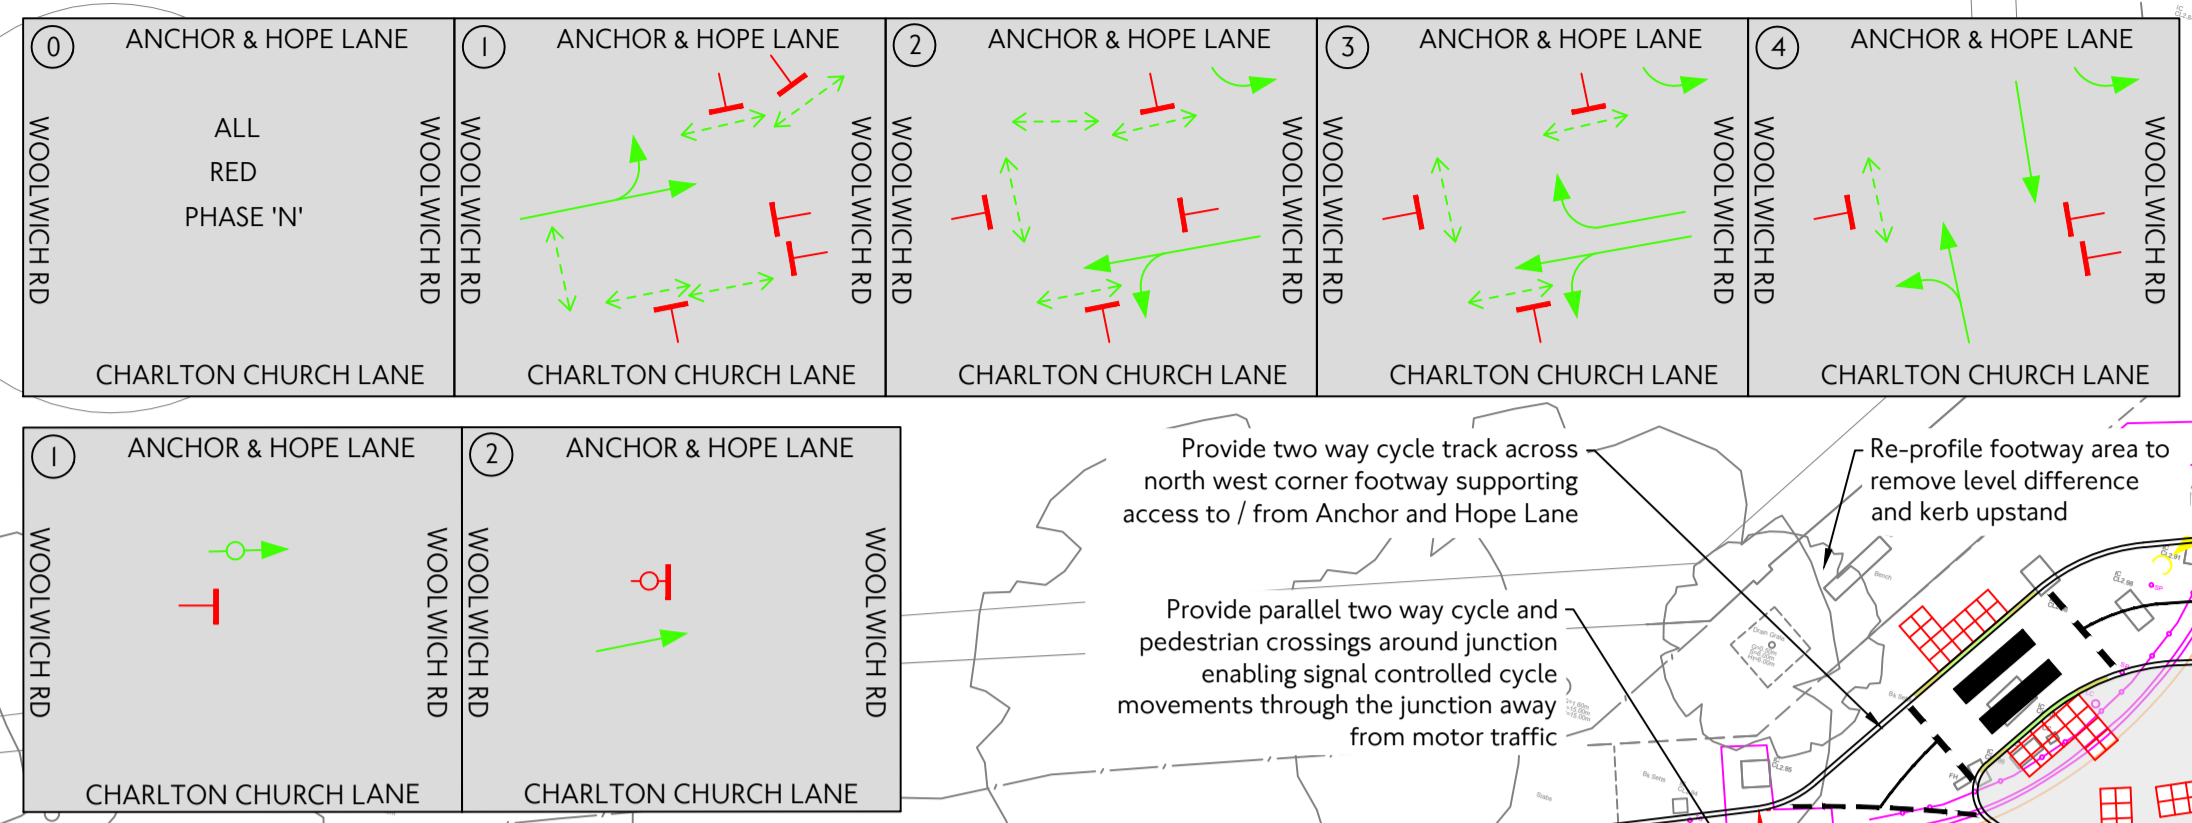 0
ANCHOR & HOPE LANE
WOOLWICH RD
ALL
RED
PHASE 'N'
WOOLWICH RD
CHARLTON CHURCH LANE
1
ANCHOR & HOPE LANE
WOOLWICH RD
WOOLWICH RD
CHARLTON CHURCH LANE
2
ANCHOR & HOPE LANE
WOOLWICH RD
WOOLWICH RD
CHARLTON CHURCH LANE
3
ANCHOR & HOPE LANE
WOOLWICH RD
WOOLWICH RD
CHARLTON CHURCH LANE
4
ANCHOR & HOPE LANE
WOOLWICH RD
WOOLWICH RD
CHARLTON CHURCH LANE
1
ANCHOR & HOPE LANE
WOOLWICH RD
WOOLWICH RD
CHARLTON CHURCH LANE
2
ANCHOR & HOPE LANE
WOOLWICH RD
WOOLWICH RD
CHARLTON CHURCH LANE
Provide two way cycle track across
north west corner footway supporting
access to / from Anchor and Hope Lane
Re-profile footway area to
remove level difference
and kerb upstand
Provide parallel two way cycle and
pedestrian crossings around junction
enabling signal controlled cycle
movements through the junction away
from motor traffic
Bench
Drain Grate
SP
FH
Slabs